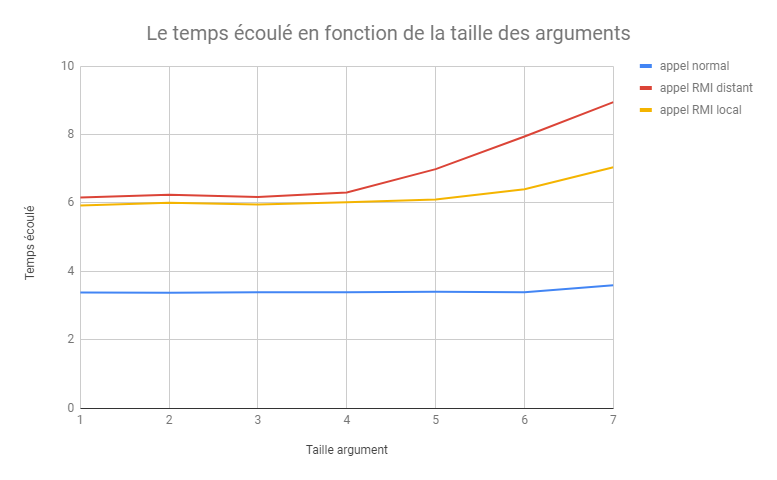 Le temps écoulé en fonction de la taille des arguments
appel normal
appel RMI distant
appel RMI local
Temps écoulé
10
8
6
4
2
0
1 2 3 4 5 6 7
Taille argument